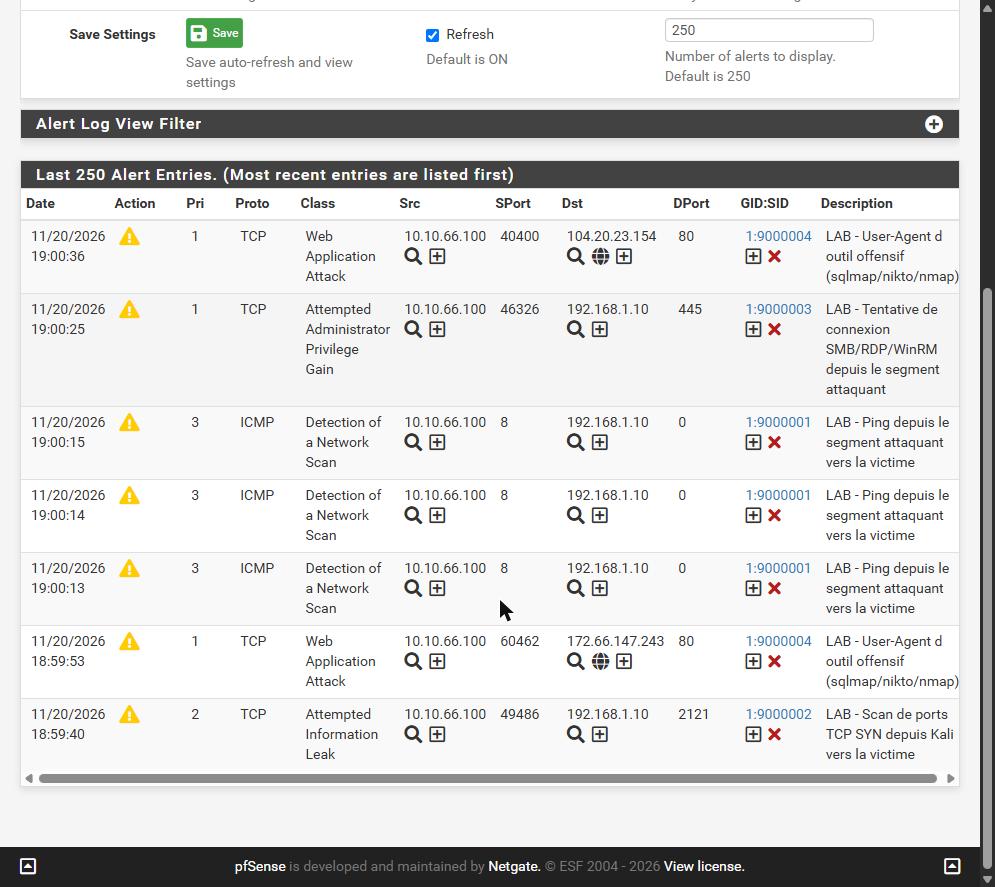 Save Settings
Save
Refresh
250
Save auto-refresh and view
settings
Default is ON
Number of alerts to display.
Default is 250
Alert Log View Filter
Last 250 Alert Entries. (Most recent entries are listed first)
Date Action Pri Proto Class Src SPort Dst DPort GID:SID Description
11/20/2026 1 TCP Web 10.10.66.100 40400 104.20.23.154 80 1:9000004 LAB - User-Agent d
19:00:36 Application outil offensif
Attack (sqlmap/nikto/nmap)
11/20/2026 1 TCP Attempted 10.10.66.100 46326 192.168.1.10 445 1:9000003 LAB - Tentative de
19:00:25 Administrator connexion
Privilege SMB/RDP/WinRM
Gain depuis le segment
attaquant
11/20/2026 3 ICMP Detection of 10.10.66.100 8 192.168.1.10 0 1:9000001 LAB - Ping depuis le
19:00:15 a Network segment attaquant
Scan vers la victime
11/20/2026 3 ICMP Detection of 10.10.66.100 8 192.168.1.10 0 1:9000001 LAB - Ping depuis le
19:00:14 a Network segment attaquant
Scan vers la victime
11/20/2026 3 ICMP Detection of 10.10.66.100 8 192.168.1.10 0 1:9000001 LAB - Ping depuis le
19:00:13 a Network segment attaquant
Scan vers la victime
11/20/2026 1 TCP Web 10.10.66.100 60462 172.66.147.243 80 1:9000004 LAB - User-Agent d
18:59:53 Application outil offensif
Attack (sqlmap/nikto/nmap)
11/20/2026 2 TCP Attempted 10.10.66.100 49486 192.168.1.10 2121 1:9000002 LAB - Scan de ports
18:59:40 Information TCP SYN depuis Kali
Leak vers la victime
pfSense is developed and maintained by Netgate. © ESF 2004 - 2026 View license.